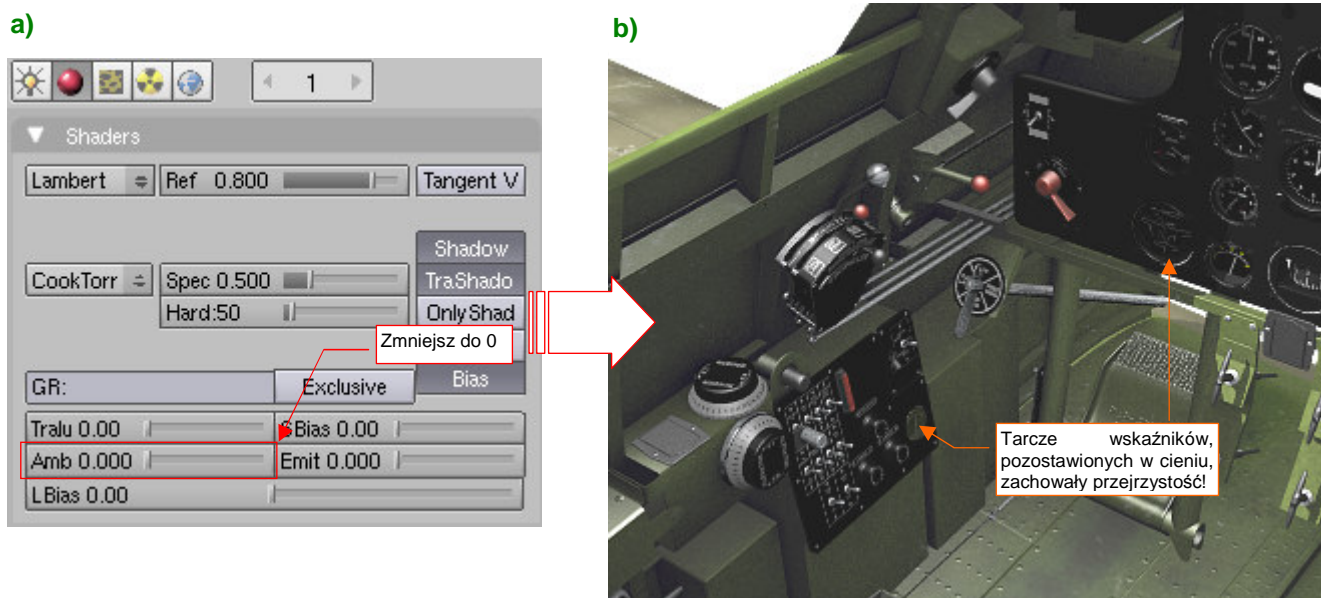 a)
1
Shaders
Lambert Ref 0.800 Tangent V
Shadow
CookTorr Spec 0.500 TraShado
Hard:50 OnlyShad
Zmniejsz do 0
GR: Exclusive Bias
Tralu 0.00 SBias 0.00
Amb 0.000 Emit 0.000
LBias 0.00
b)
Tarcze wskaźników,
pozostawionych w cieniu,
zachowały przejrzystość!